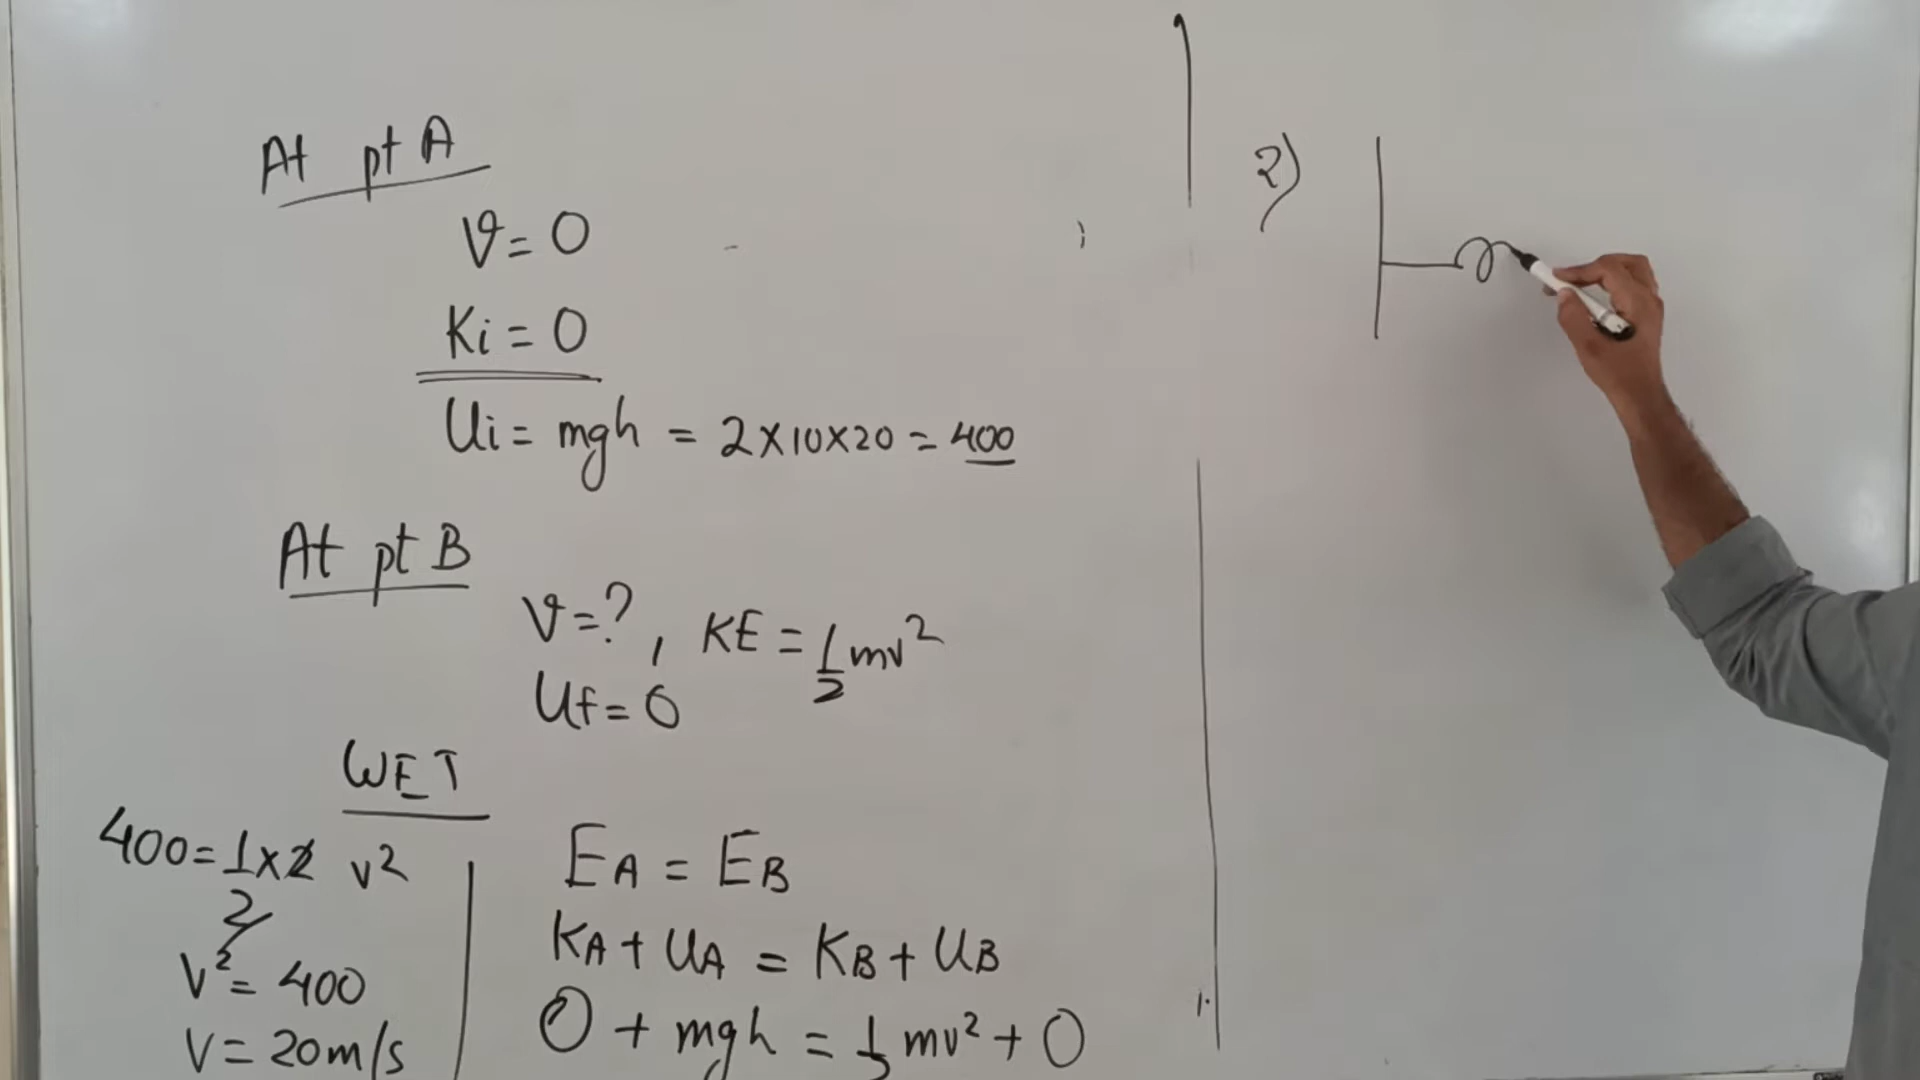 At pt A
V = 0
Ki = 0
Ui = mgh = 2×10×20 = 400
At pt B
V = ? , KE = 1/2 mv²
Uf = 0
WET
400 = 1/2 × 2 v²
V² = 400
V = 20 m/s
EA = EB
KA + UA = KB + UB
0 + mgh = 1/2 mv² + 0
2)